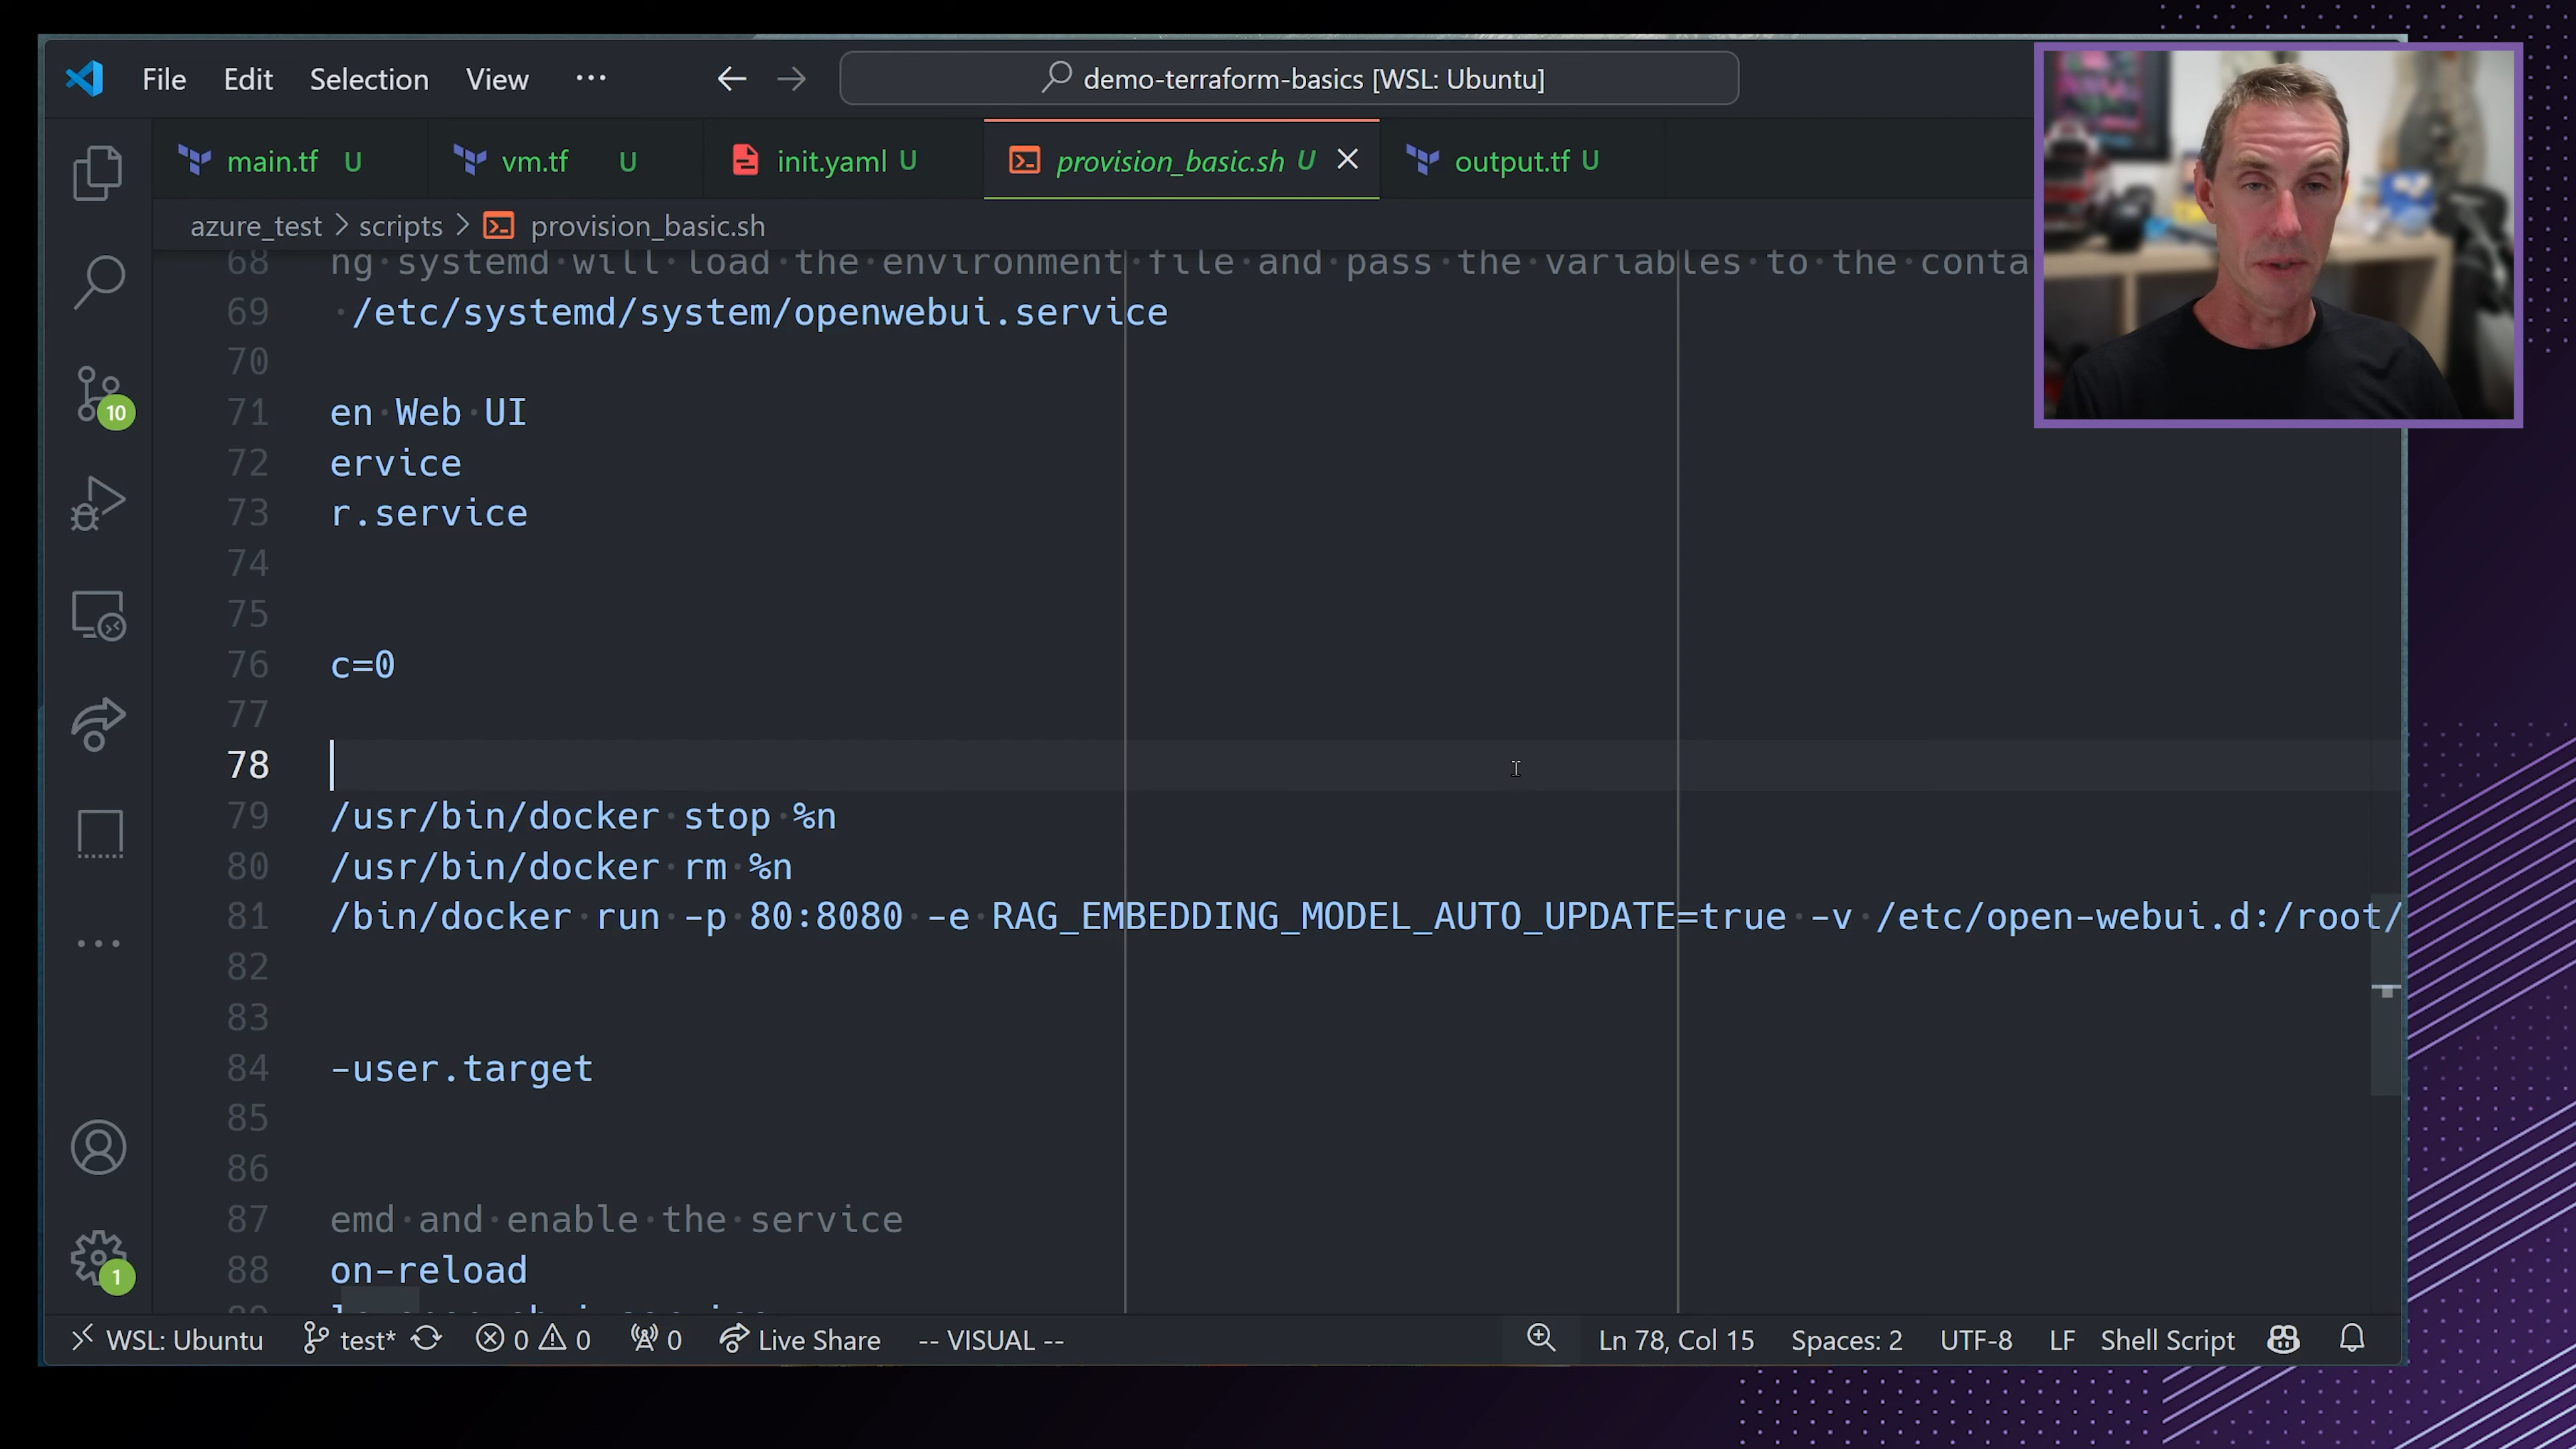 File Edit Selection View ···
demo-terraform-basics [WSL: Ubuntu]
main.tf U
vm.tf U
init.yaml U
provision_basic.sh U
output.tf U
azure_test > scripts > provision_basic.sh
68 ng systemd will load the environment file and pass the variables to the conta
69 /etc/systemd/system/openwebui.service
70
71 en Web UI
72 ervice
73 r.service
74
75
76 c=0
77
78
79 /usr/bin/docker stop %n
80 /usr/bin/docker rm %n
81 /bin/docker run -p 80:8080 -e RAG_EMBEDDING_MODEL_AUTO_UPDATE=true -v /etc/open-webui.d:/root/
82
83
84 -user.target
85
86
87 emd and enable the service
88 on-reload
10
1
WSL: Ubuntu test* 0 0 0 Live Share -- VISUAL -- Ln 78, Col 15 Spaces: 2 UTF-8 LF Shell Script